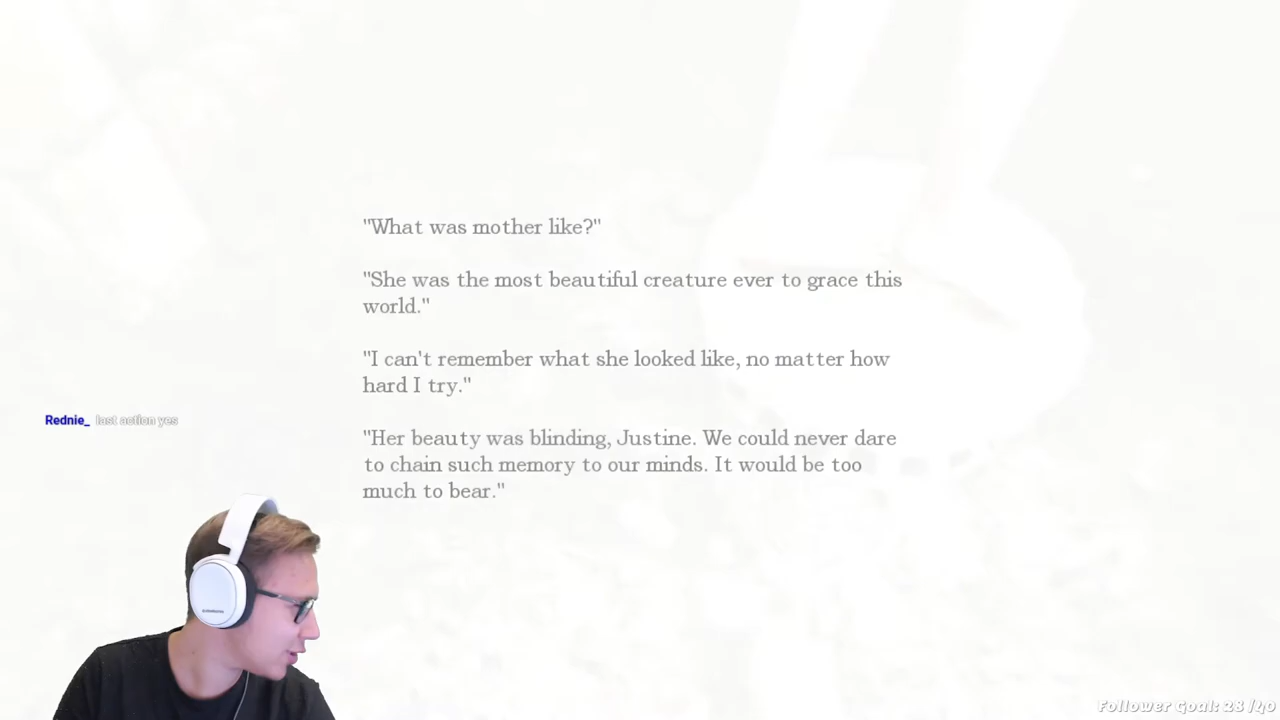 "What was mother like?"
"She was the most beautiful creature ever to grace this
world."
"I can't remember what she looked like, no matter how
hard I try."
Rednie_ last action yes
"Her beauty was blinding, Justine. We could never dare
to chain such memory to our minds. It would be too
much to bear."
Follower Goal: 28 /40